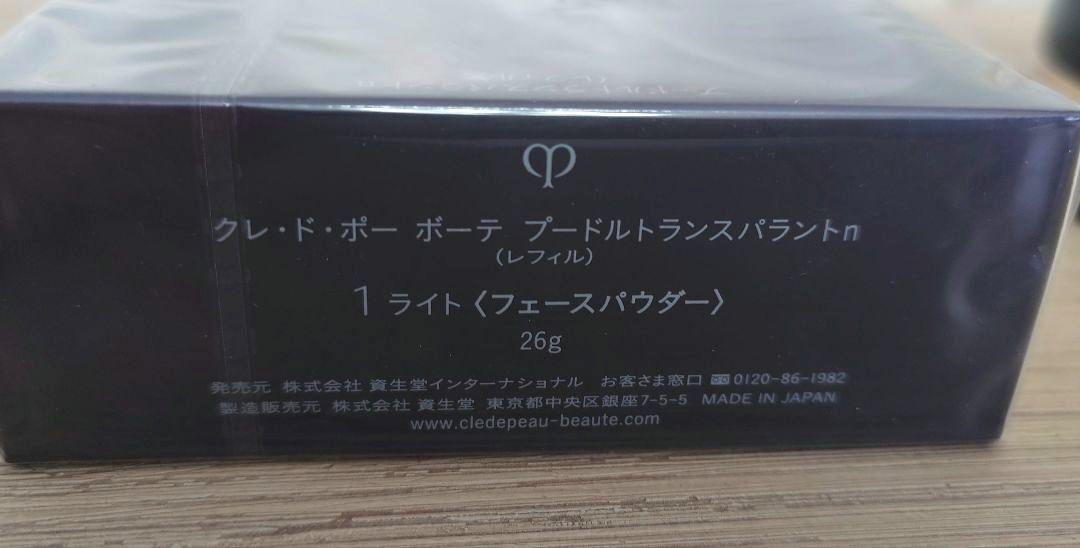 クレ・ド・ポー ボーテ プードルトランスパラントn
(レフィル)
1 ライト〈フェースパウダー〉
26g
発売元 株式会社 資生堂インターナショナル お客さま窓口 0120-86-1982
製造販売元 株式会社 資生堂 東京都中央区銀座7-5-5 MADE IN JAPAN
www.cledepeau-beaute.com